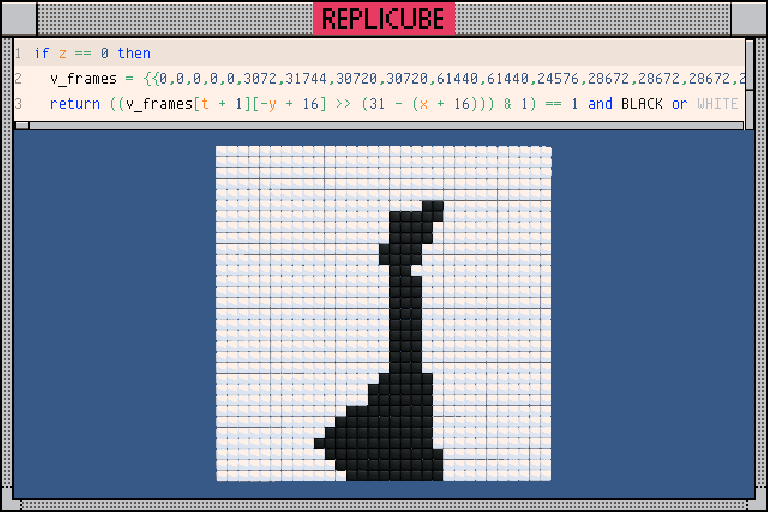 REPLICUBE
1 if z == 0 then
2 v_frames = {{0,0,0,0,0,3072,31744,30720,30720,61440,61440,24576,28672,28672,28672,2
3 return ((v_frames[t + 1][-y + 16] >> (31 - (x + 16))) & 1) == 1 and BLACK or WHITE